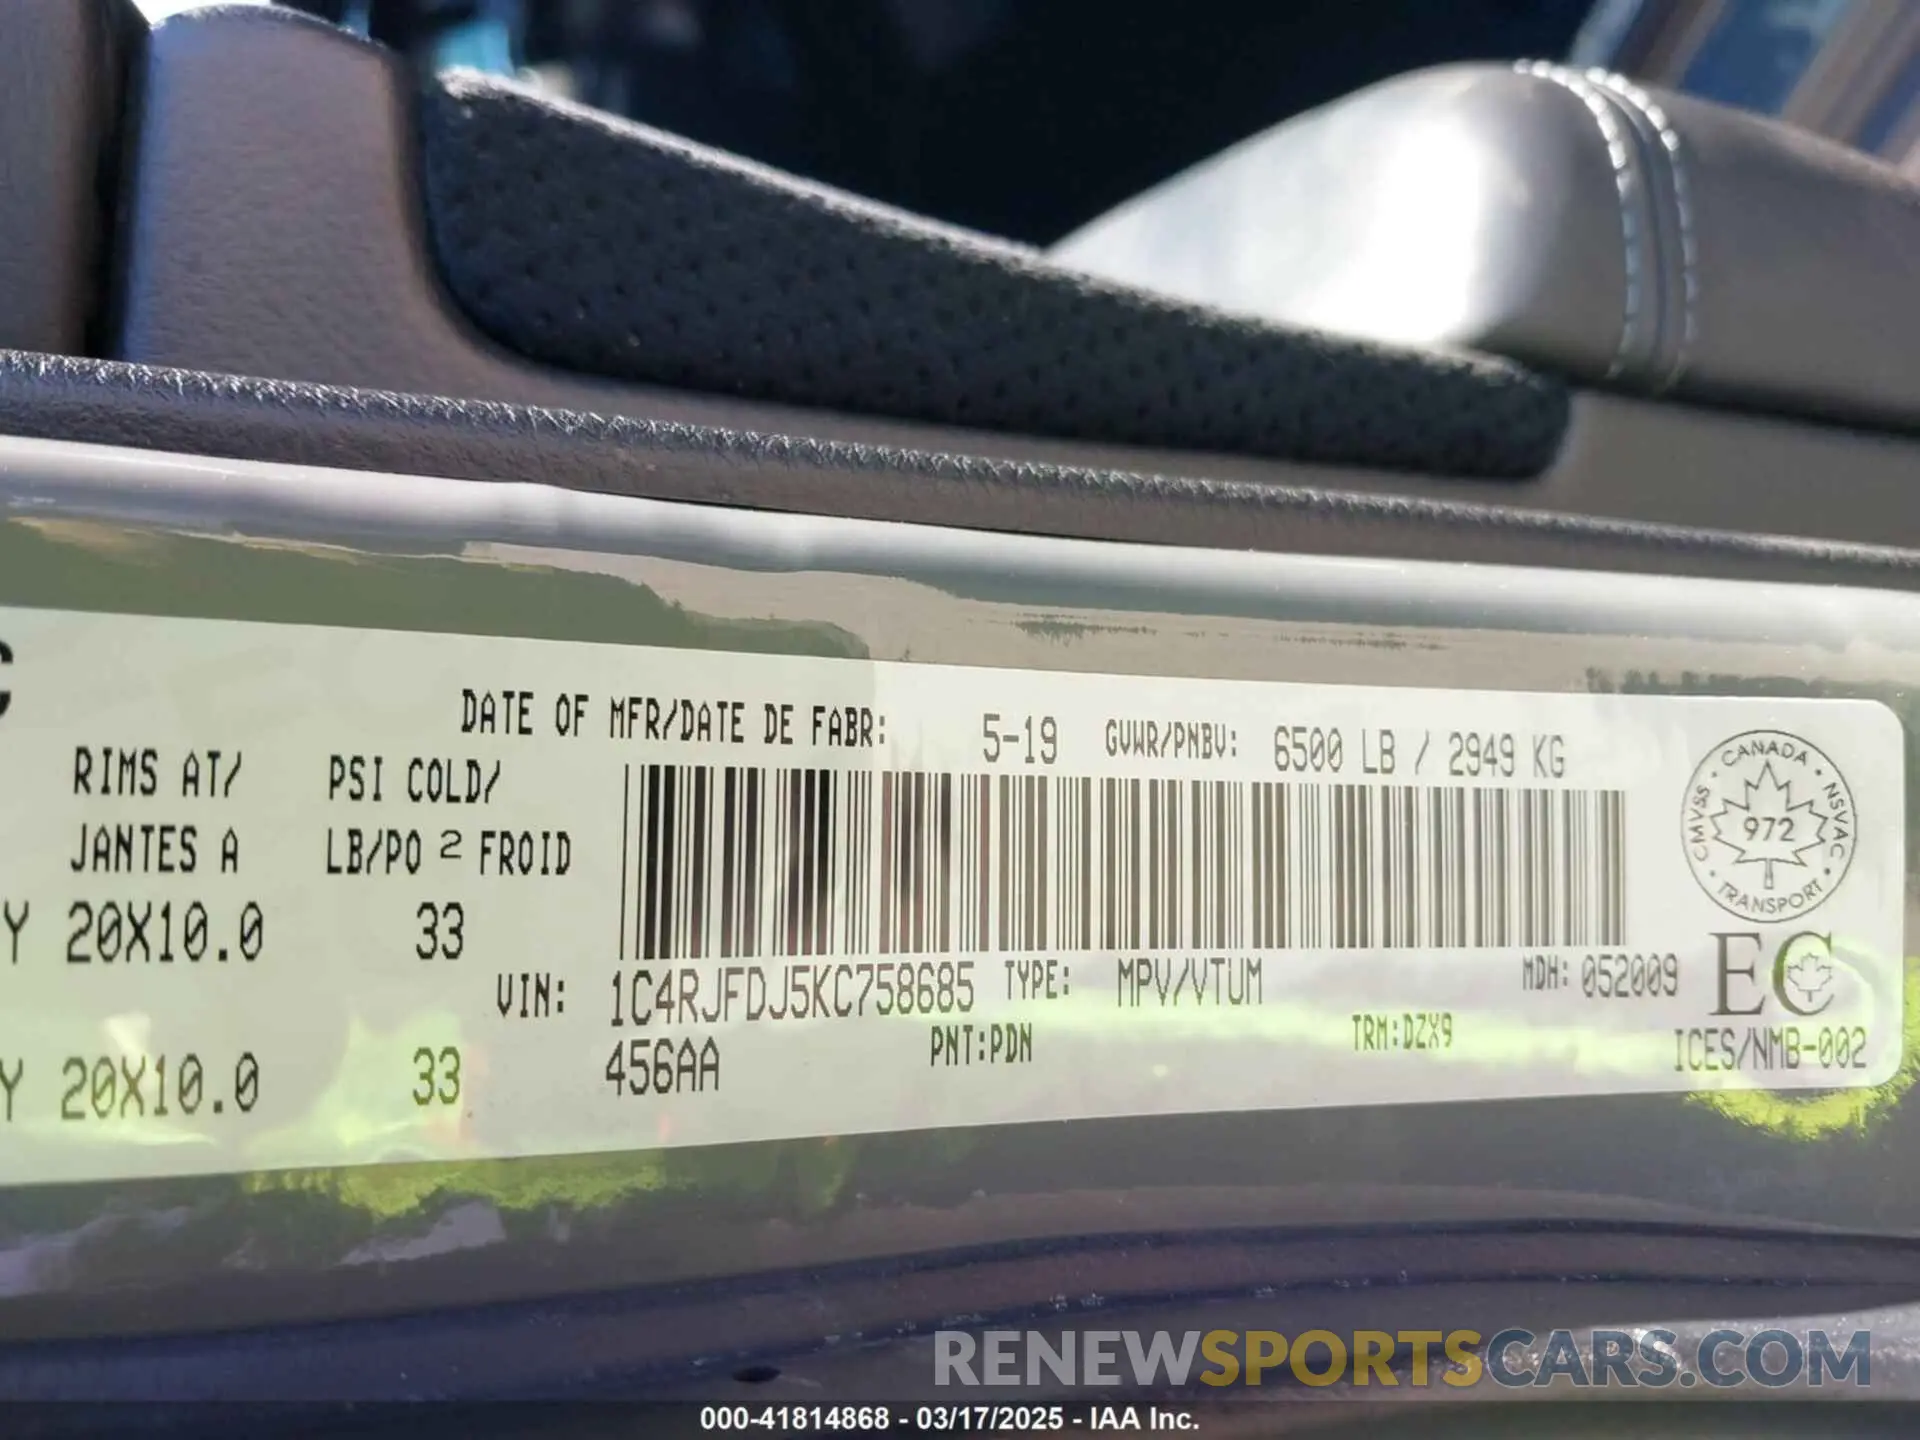 DATE OF MFR/DATE DE FABR: 5-19 GVWR/PNBV: 6500 LB / 2949 KG
RIMS AT/ PSI COLD/
JANTES A LB/PO 2 FROID
Y 20X10.0 33
VIN: 1C4RJFDJ5KC758685 TYPE: MPV/VTUM MDH: 052009
456AA PNT:PDN TRM:DZX9
Y 20X10.0 33
CANADA • NSVAC • TRANSPORT • CMVSS •
972
EC
ICES/NMB-002
RENEWSPORTSCARS.COM
000-41814868 - 03/17/2025 - IAA Inc.